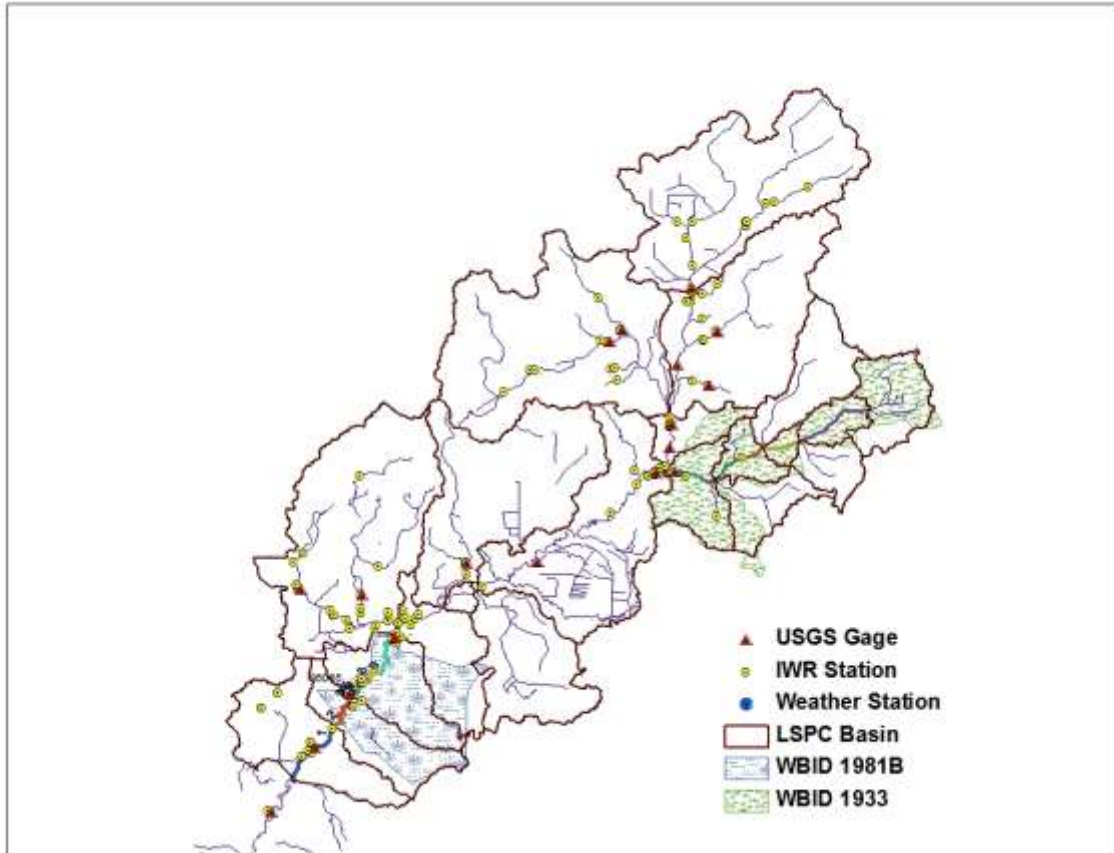 USGS Gage
IWR Station
Weather Station
LSPC Basin
WBID 1981B
WBID 1933